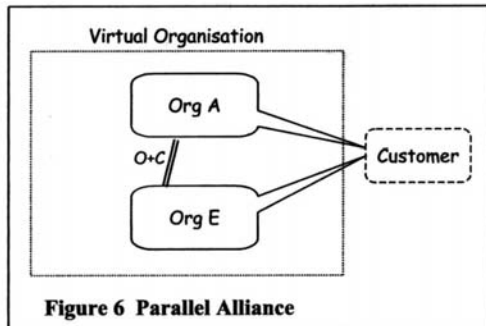 Virtual Organisation
Org A
O+C
Customer
Org E
Figure 6 Parallel Alliance